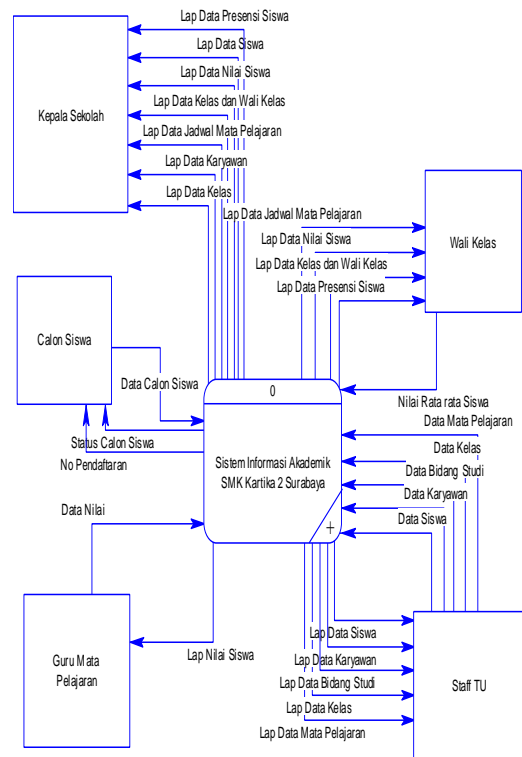 Lap Data Presensi Siswa
Lap Data Siswa
Lap Data Nilai Siswa
Lap Data Kelas dan Wali Kelas
Lap Data Jadwal Mata Pelajaran
Lap Data Karyawan
Lap Data Kelas
Kepala Sekolah
Lap Data Jadwal Mata Pelajaran
Lap Data Nilai Siswa
Lap Data Kelas dan Wali Kelas
Lap Data Presensi Siswa
Wali Kelas
Nilai Rata rata Siswa
Calon Siswa
Data Calon Siswa
Status Calon Siswa
No Pendaftaran
0
Sistem Informasi Akademik
SMK Kartika 2 Surabaya
+
Data Mata Pelajaran
Data Kelas
Data Bidang Studi
Data Karyawan
Data Siswa
Data Nilai
Guru Mata
Pelajaran
Lap Nilai Siswa
Lap Data Siswa
Lap Data Karyawan
Lap Data Bidang Studi
Lap Data Kelas
Lap Data Mata Pelajaran
Staff TU